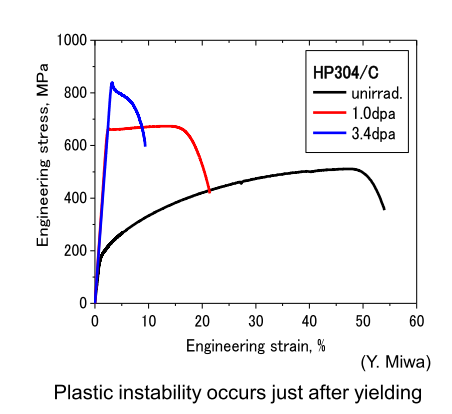 1000
800
600
400
200
0
Engineering stress, MPa
HP304/C
unirrad.
1.0dpa
3.4dpa
0 10 20 30 40 50 60
Engineering strain, %
(Y. Miwa)
Plastic instability occurs just after yielding